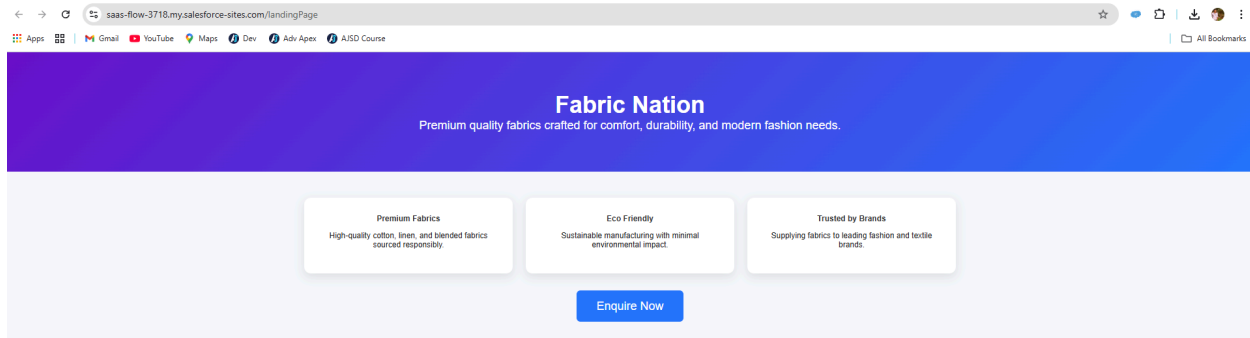 saas-flow-3718.my.salesforce-sites.com/landingPage
Apps Gmail YouTube Maps Dev Adv Apex AJSD Course All Bookmarks
Fabric Nation
Premium quality fabrics crafted for comfort, durability, and modern fashion needs.
Premium Fabrics
High-quality cotton, linen, and blended fabrics
sourced responsibly.
Eco Friendly
Sustainable manufacturing with minimal
environmental impact.
Trusted by Brands
Supplying fabrics to leading fashion and textile
brands.
Enquire Now